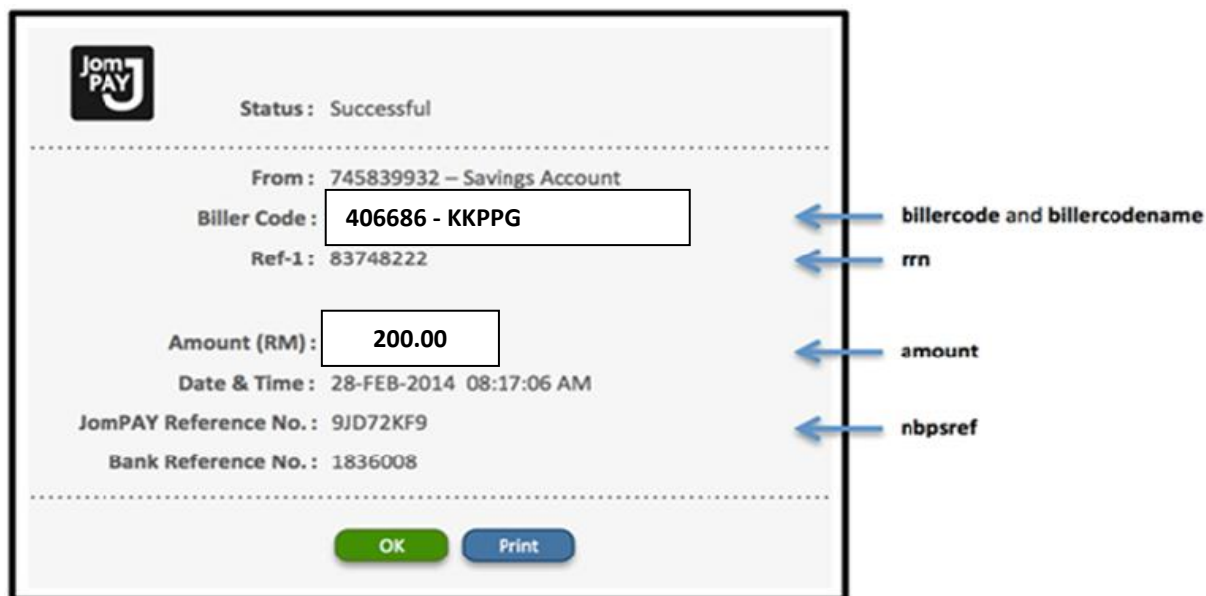 Jom
PAY
Status : Successful
From : 745839932 – Savings Account
Biller Code : 406686 - KKPPG
billercode and billercodename
Ref-1 : 83748222
rrn
Amount (RM) : 200.00
amount
Date & Time : 28-FEB-2014 08:17:06 AM
JomPAY Reference No. : 9JD72KF9
nbpsref
Bank Reference No. : 1836008
OK
Print